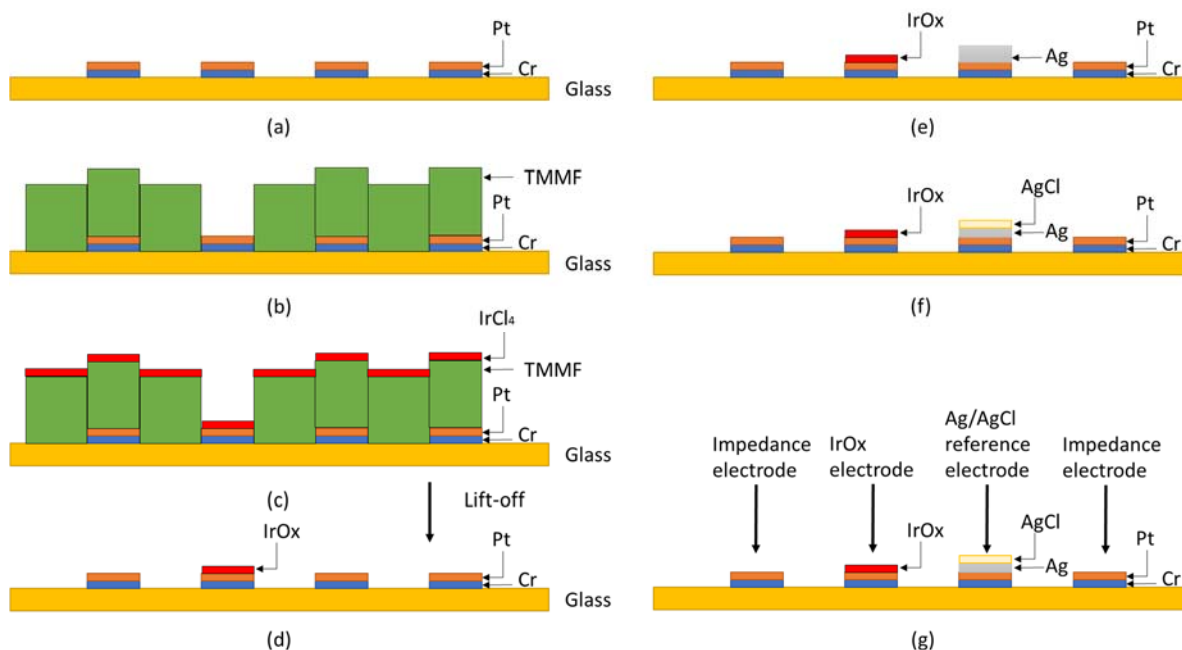 Pt
Cr
Glass
(a)
TMMF
Pt
Cr
Glass
(b)
IrCl₄
TMMF
Pt
Cr
Glass
(c)
Lift-off
IrOx
Pt
Cr
Glass
(d)
IrOx
Ag
Pt
Cr
(e)
IrOx
AgCl
Ag
Pt
Cr
(f)
Impedance
electrode
IrOx
electrode
Ag/AgCl
reference
electrode
Impedance
electrode
IrOx
AgCl
Ag
Pt
Cr
(g)